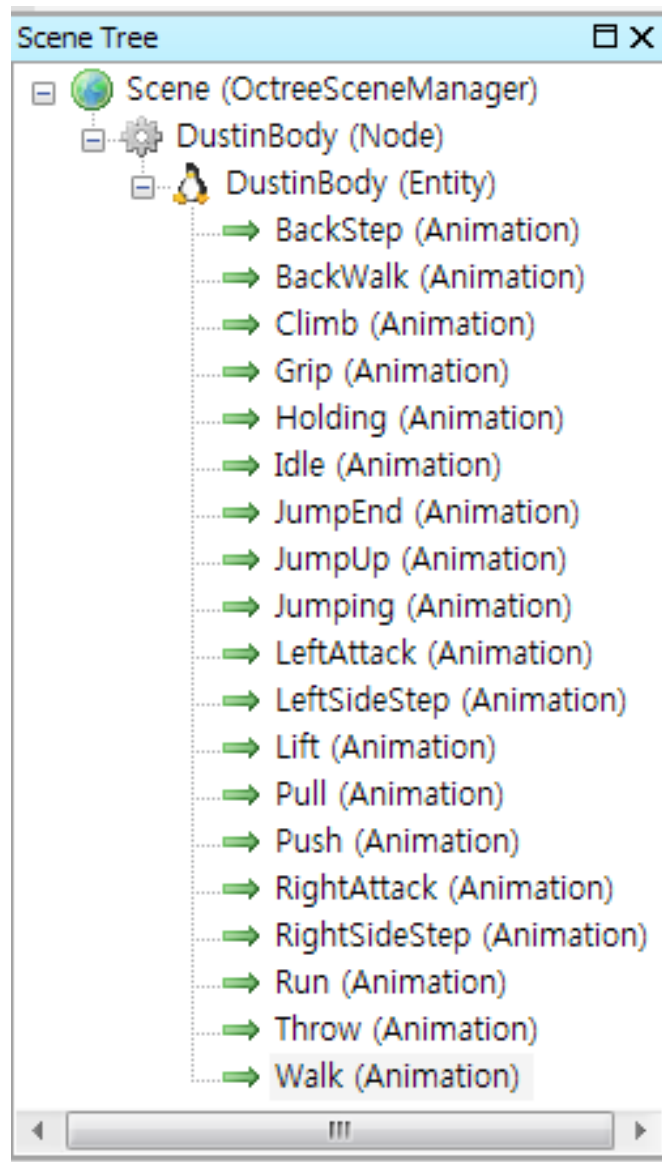 Scene Tree
Scene (OctreeSceneManager)
DustinBody (Node)
DustinBody (Entity)
BackStep (Animation)
BackWalk (Animation)
Climb (Animation)
Grip (Animation)
Holding (Animation)
Idle (Animation)
JumpEnd (Animation)
JumpUp (Animation)
Jumping (Animation)
LeftAttack (Animation)
LeftSideStep (Animation)
Lift (Animation)
Pull (Animation)
Push (Animation)
RightAttack (Animation)
RightSideStep (Animation)
Run (Animation)
Throw (Animation)
Walk (Animation)